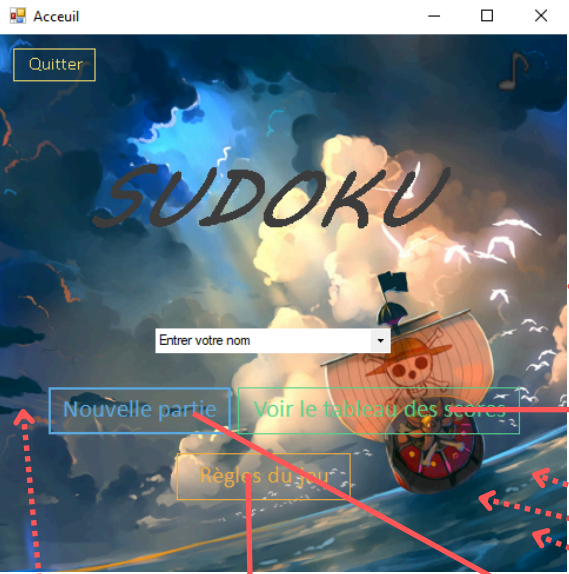 Acceuil
Quitter
SUDOKU
Entrer votre nom
Nouvelle partie
Voir le tableau des scores
Règles du jeu